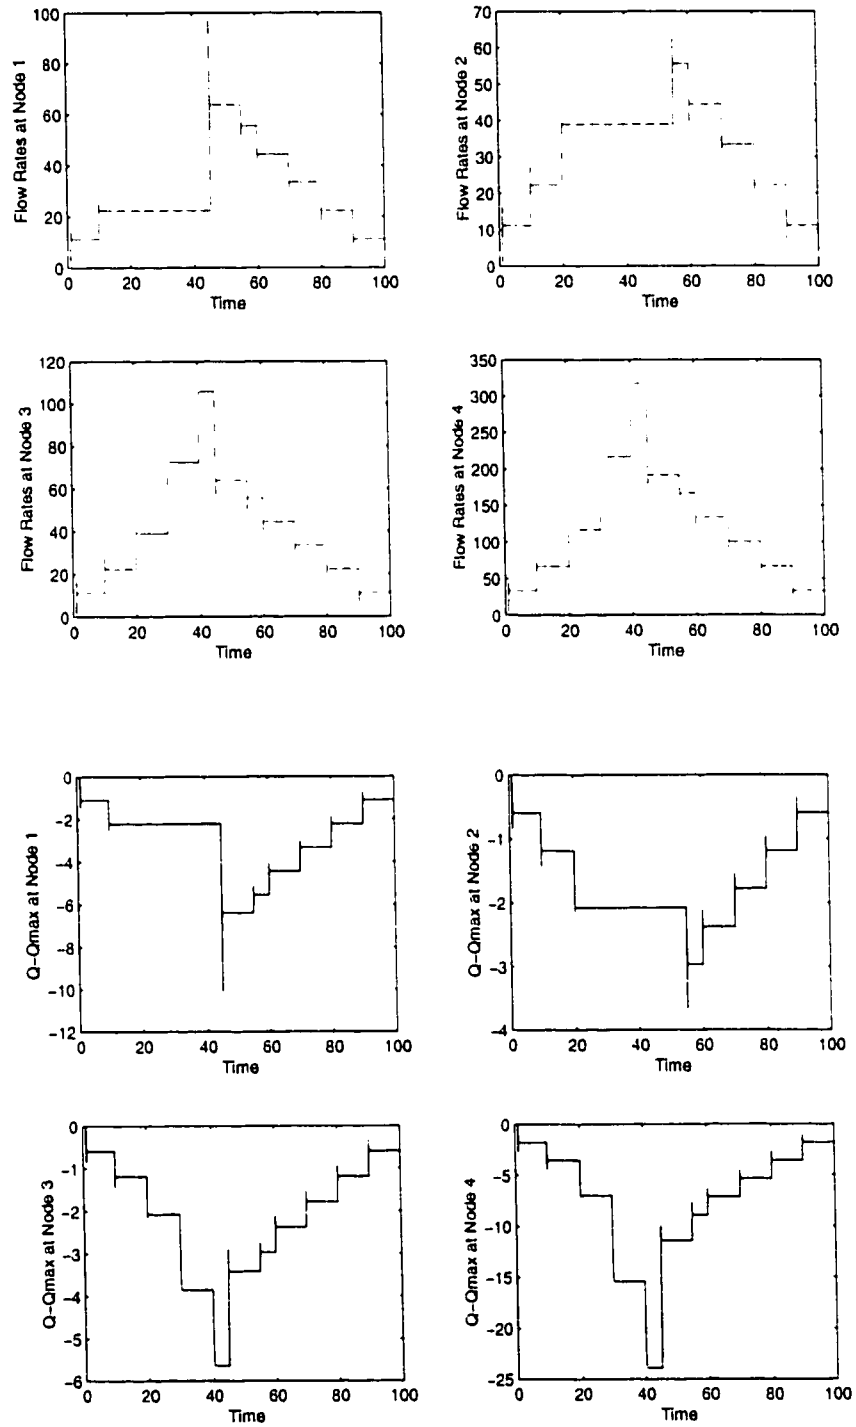 Flow Rates at Node 1
100
80
60
40
20
0
0 20 40 60 80 100
Time
Flow Rates at Node 2
70
60
50
40
30
20
10
0
0 20 40 60 80 100
Time
Flow Rates at Node 3
120
100
80
60
40
20
0
0 20 40 60 80 100
Time
Flow Rates at Node 4
350
300
250
200
150
100
50
0
0 20 40 60 80 100
Time
Q-Qmax at Node 1
0
-2
-4
-6
-8
-10
-12
0 20 40 60 80 100
Time
Q-Qmax at Node 2
0
-1
-2
-3
-4
0 20 40 60 80 100
Time
Q-Qmax at Node 3
0
-1
-2
-3
-4
-5
-6
0 20 40 60 80 100
Time
Q-Qmax at Node 4
0
-5
-10
-15
-20
-25
0 20 40 60 80 100
Time